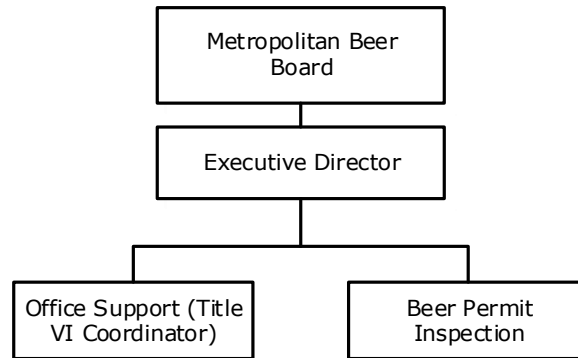 Metropolitan Beer
Board
Executive Director
Office Support (Title
VI Coordinator)
Beer Permit
Inspection